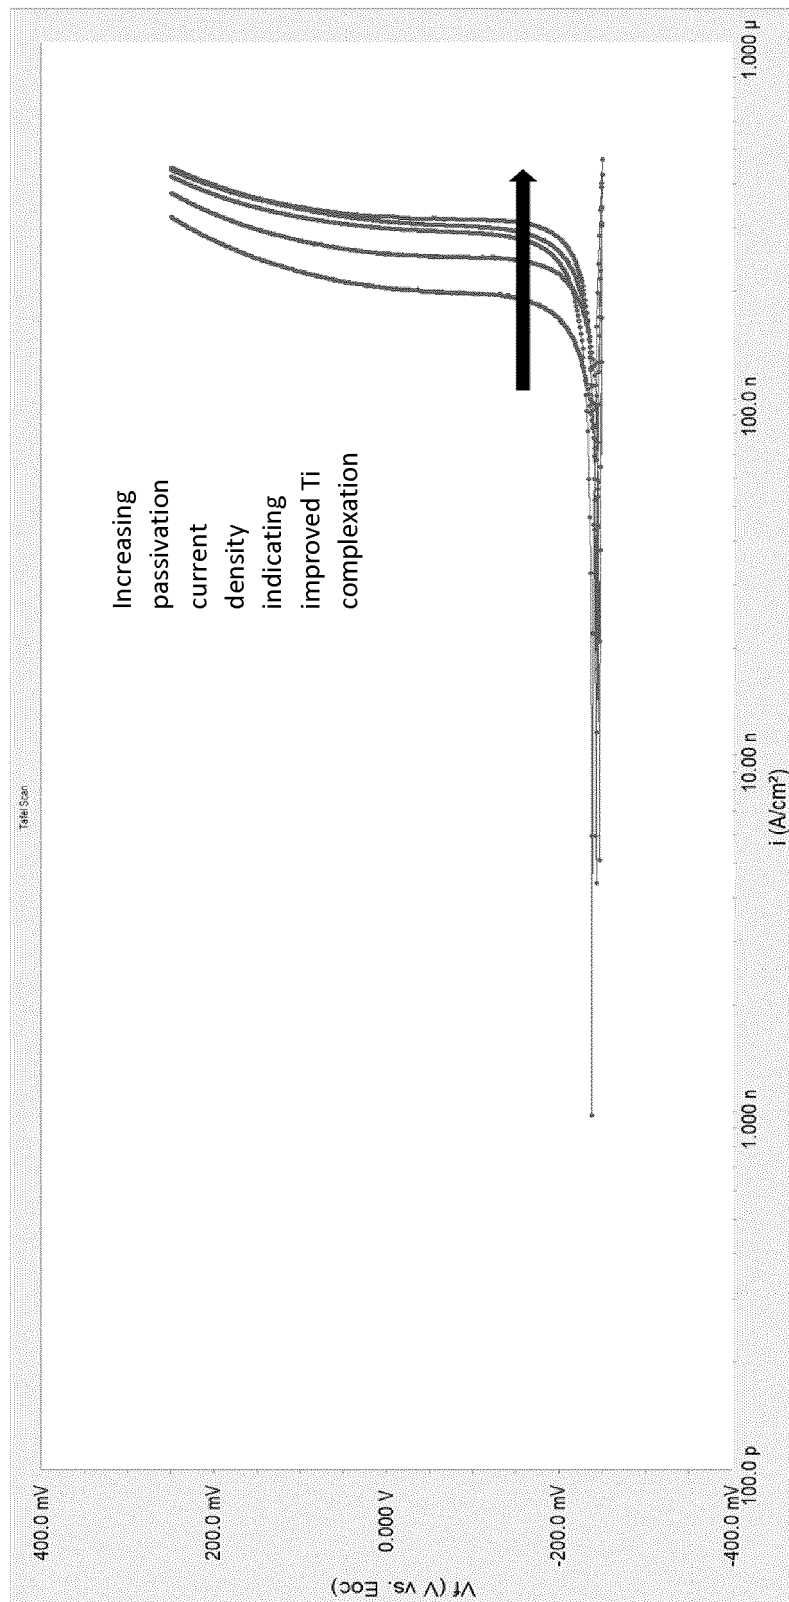 Tafel Scan
400.0 mV
200.0 mV
0.000 V
-200.0 mV
-400.0 mV
Vf (V vs. Eoc)
Increasing
passivation
current
density
indicating
improved Ti
complexation
100.0 p
1.000 n
10.00 n
100.0 n
1.000 µ
i (A/cm²)